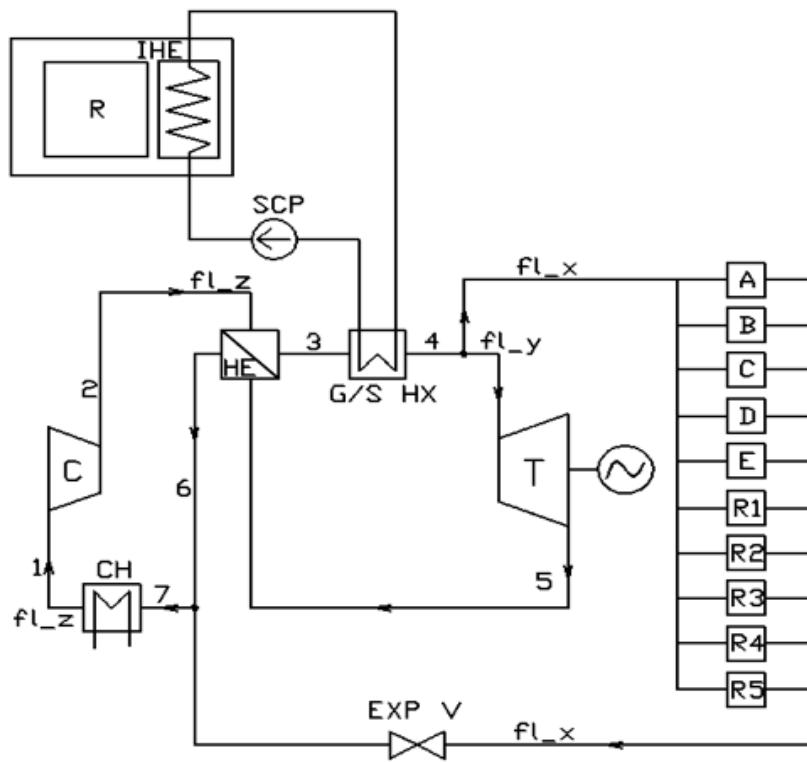 IHE
R
SCP
fl_z
fl_x
A
B
3
4
fl_y
C
HE
G/S HX
2
D
C
T
E
6
R1
R2
5
1
CH
7
R3
fl_z
R4
R5
EXP V
fl_x